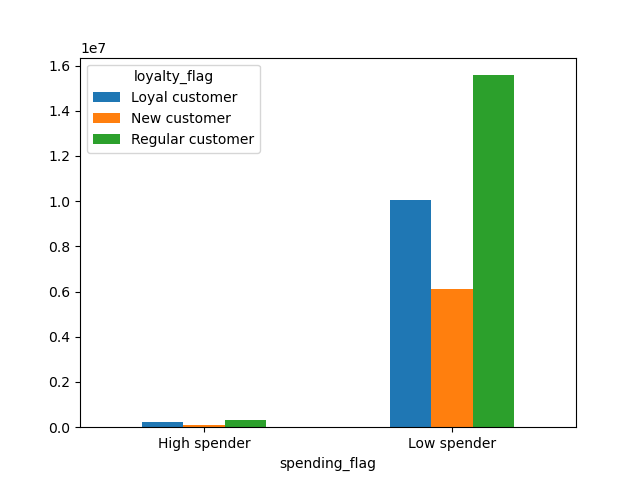 1e7
loyalty_flag
Loyal customer
New customer
Regular customer
1.6
1.4
1.2
1.0
0.8
0.6
0.4
0.2
0.0
High spender
Low spender
spending_flag